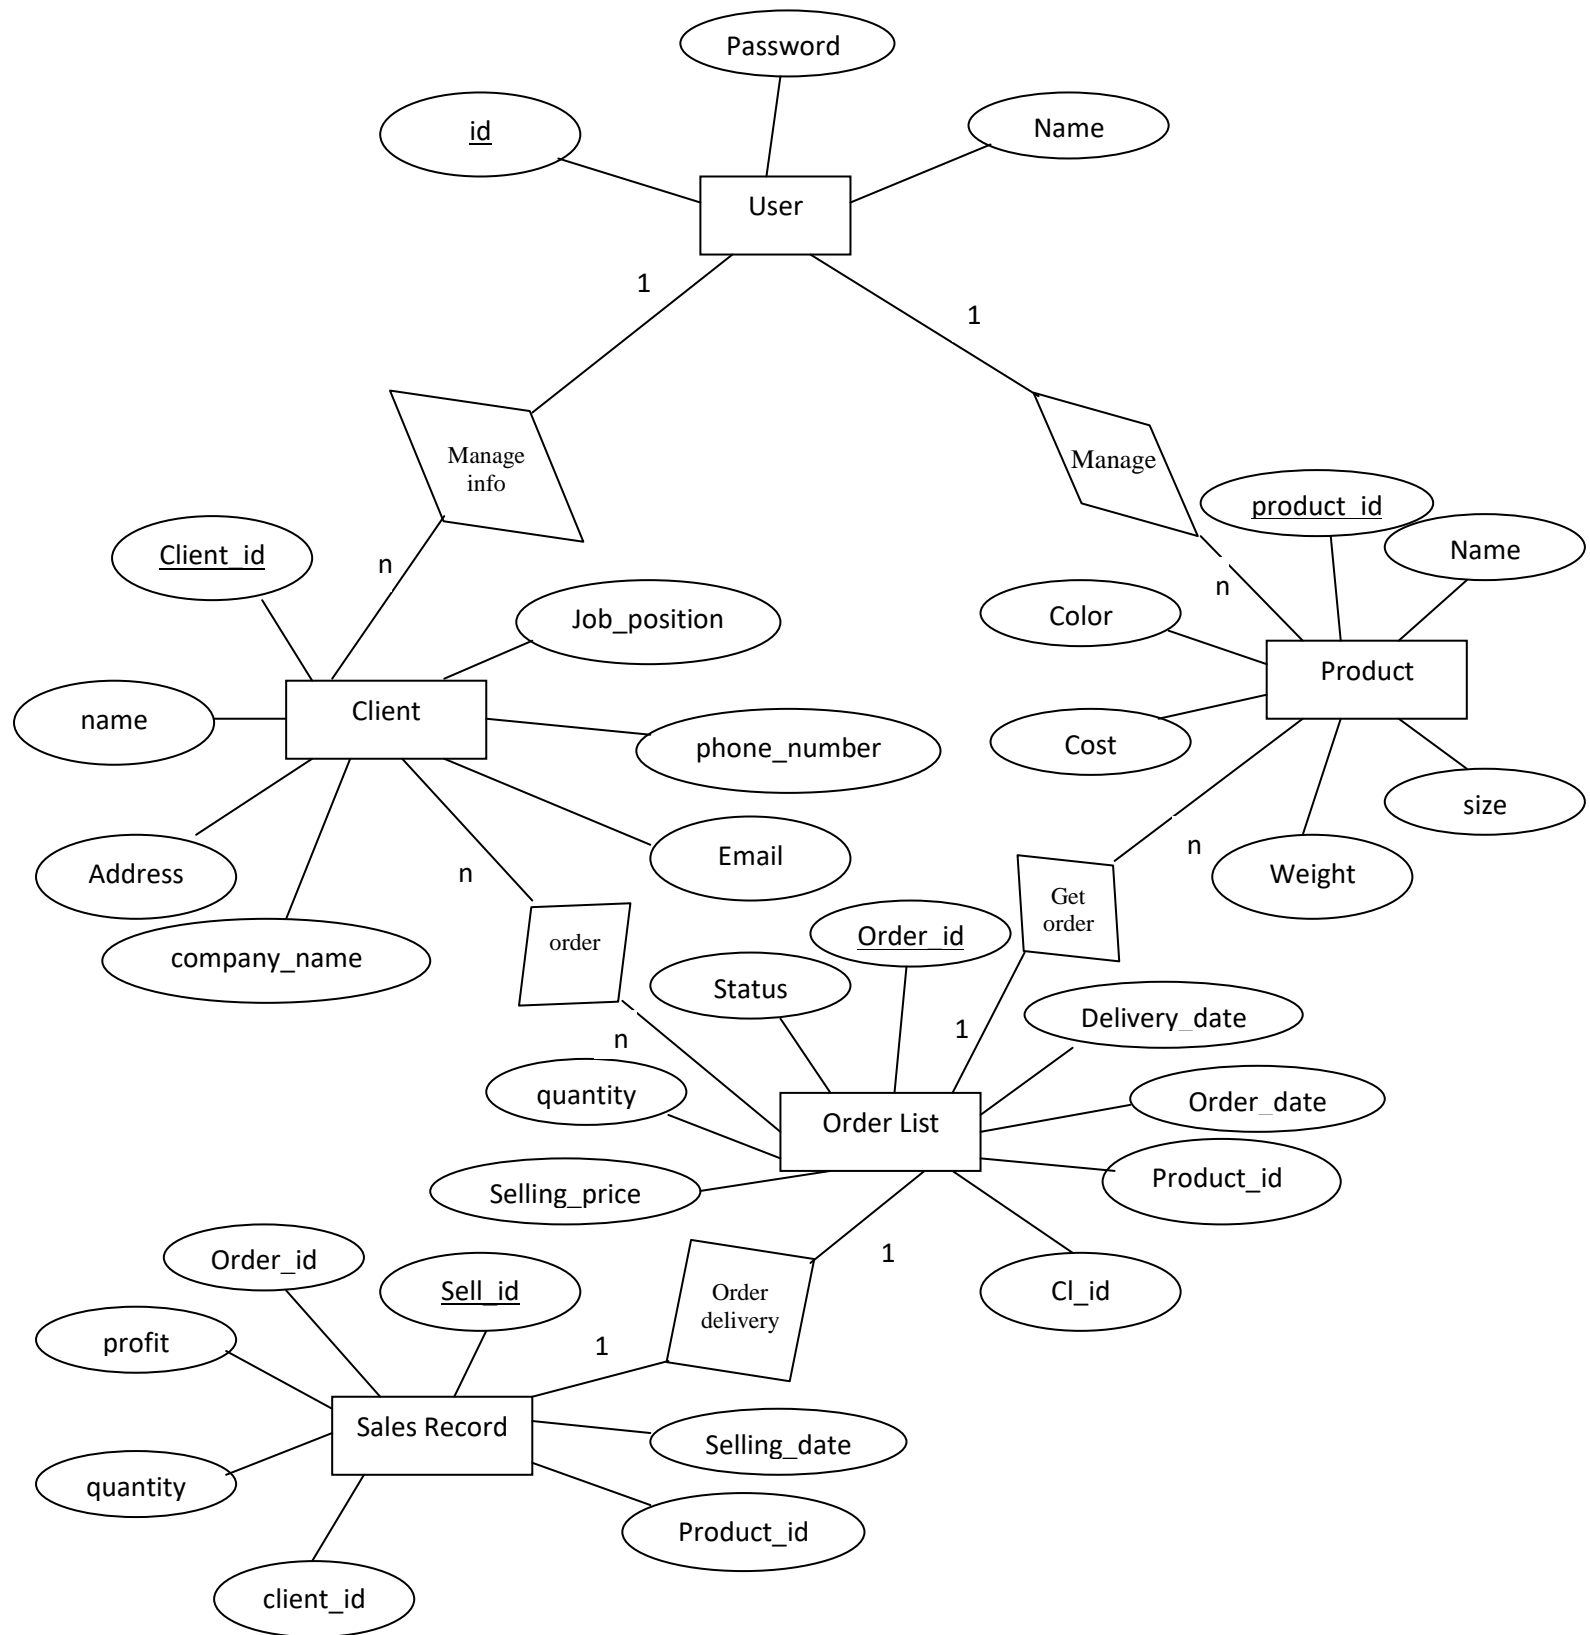 Password
id
Name
User
1
1
Manage
info
Manage
product_id
Name
n
n
Client_id
Job_position
Color
Product
Client
name
phone_number
Cost
size
Address
Email
n
n
Weight
company_name
order
Get
order
Order_id
Status
Delivery_date
1
n
quantity
Order List
Order_date
Product_id
Selling_price
1
Cl_id
Order_id
Sell_id
Order
delivery
profit
1
Sales Record
Selling_date
quantity
Product_id
client_id